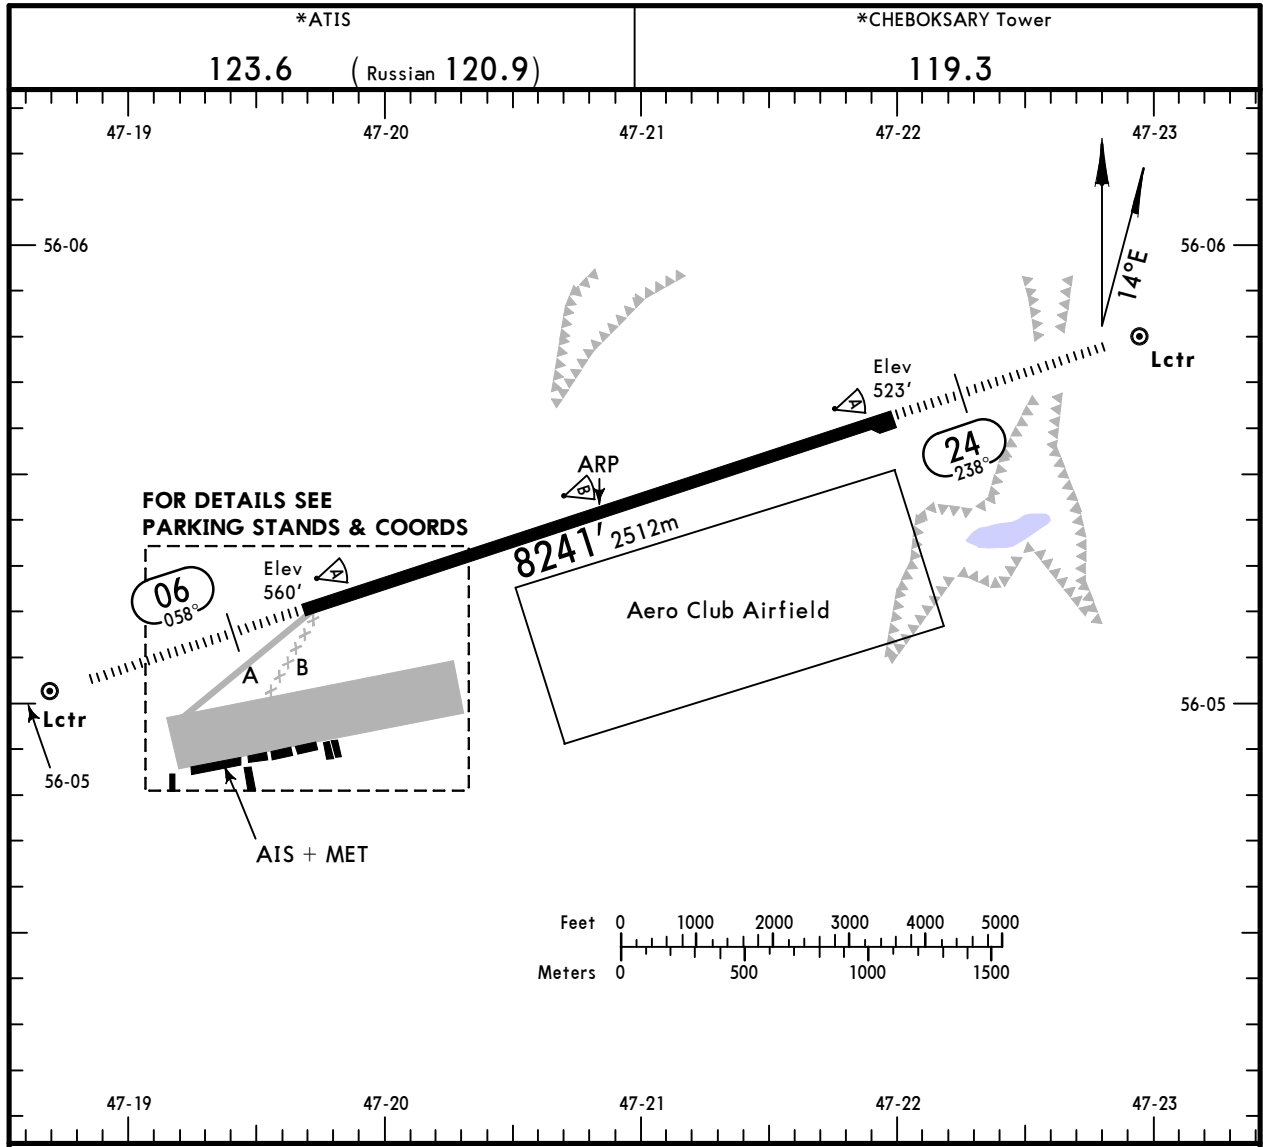 *ATIS
123.6 (Russian 120.9)
*CHEBOKSARY Tower
119.3
47-19 47-20 47-21 47-22 47-23
56-06 56-06
14°E
Lctr
Elev
523'
A
24
238°
ARP
B
FOR DETAILS SEE
PARKING STANDS & COORDS
8241' 2512m
Elev
560'
A
06
058°
Aero Club Airfield
A B
Lctr
56-05
56-05
AIS + MET
Feet 0 1000 2000 3000 4000 5000
Meters 0 500 1000 1500
47-19 47-20 47-21 47-22 47-23